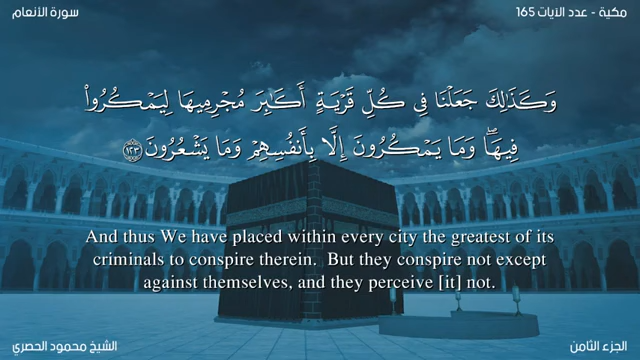 سورة الأنعام
مكية - عدد الآيات 165
وَكَذَٰلِكَ جَعَلْنَا فِي كُلِّ قَرْيَةٍ أَكَٰبِرَ مُجْرِمِيهَا لِيَمْكُرُوا۟
فِيهَا ۖ وَمَا يَمْكُرُونَ إِلَّا بِأَنفُسِهِمْ وَمَا يَشْعُرُونَ ١٢٣
And thus We have placed within every city the greatest of its
criminals to conspire therein.  But they conspire not except
against themselves, and they perceive [it] not.
الشيخ محمود الحصري
الجزء الثامن